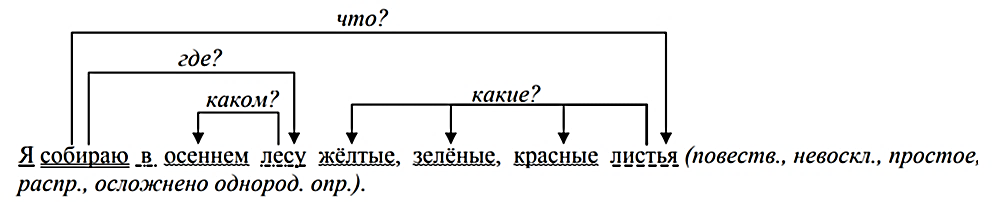 что?
где?
каком?
какие?
Я собираю в осеннем лесу жёлтые, зелёные, красные листья (повеств., невоскл., простое,
распр., осложнено однород. опр.).